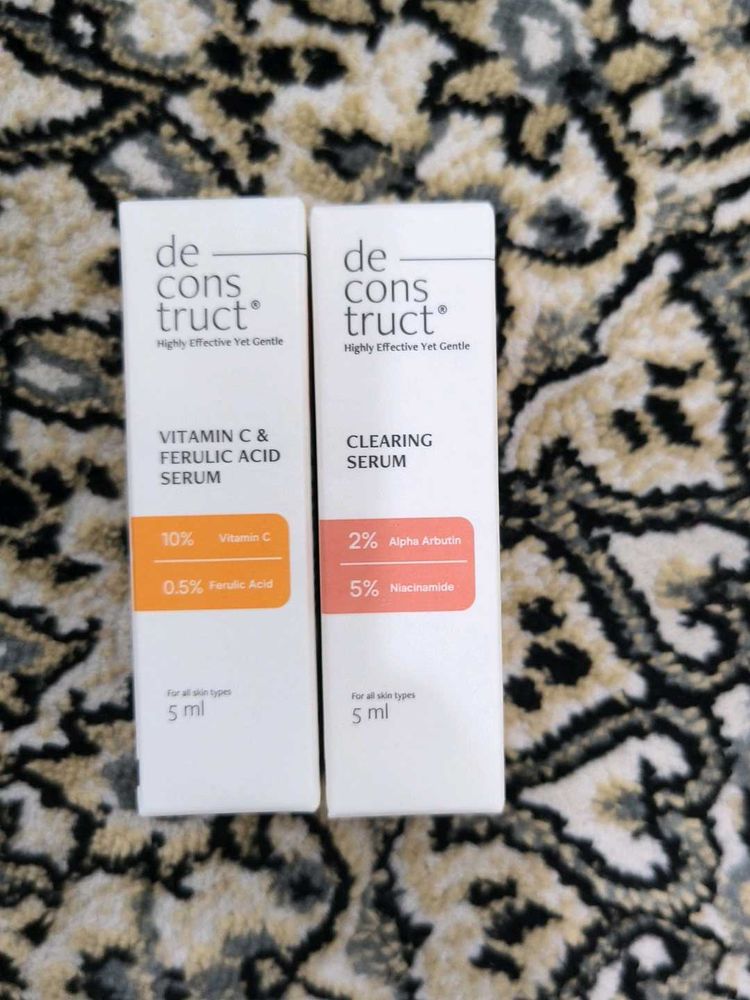 de
cons
truct®
Highly Effective Yet Gentle
VITAMIN C &
FERULIC ACID
SERUM
10% Vitamin C
0.5% Ferulic Acid
For all skin types
5 ml
de
cons
truct®
Highly Effective Yet Gentle
CLEARING
SERUM
2% Alpha Arbutin
5% Niacinamide
For all skin types
5 ml